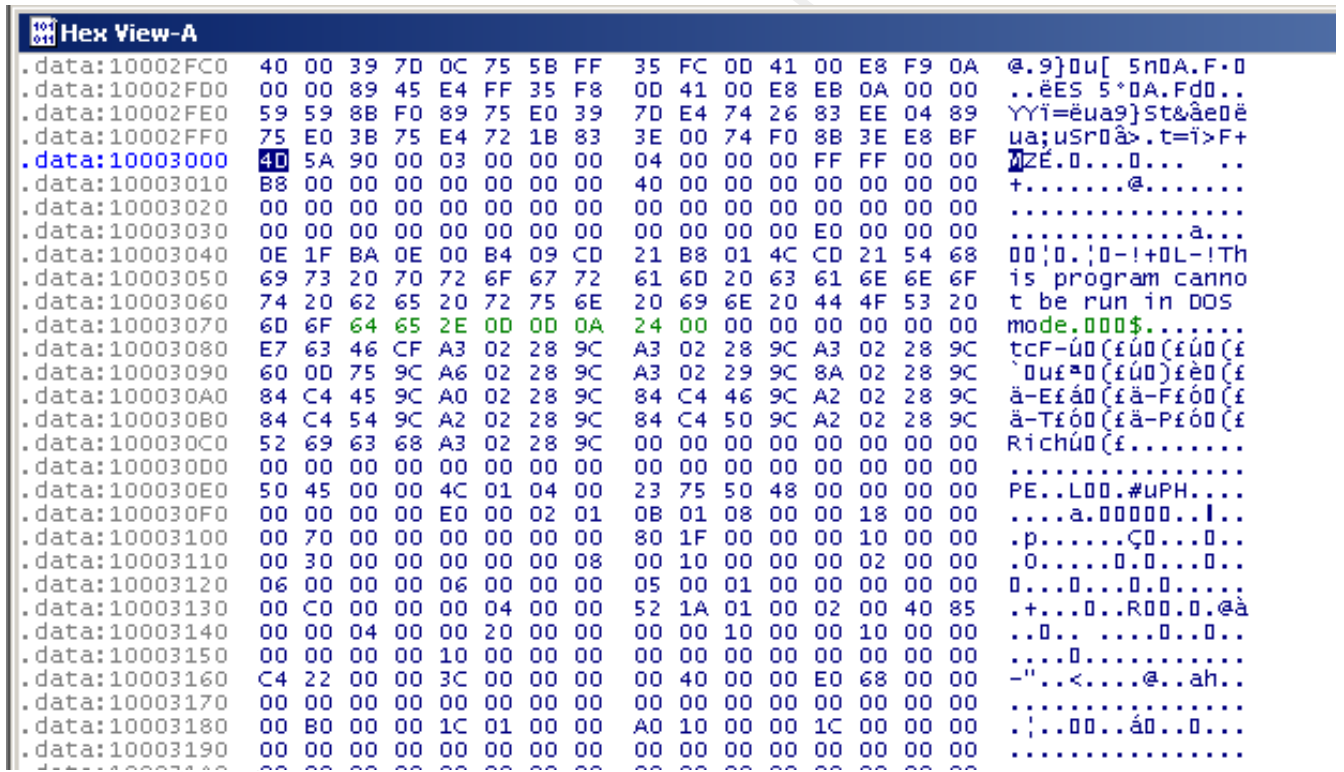 Hex View-A
.data:10002FC0 40 00 39 7D 0C 75 5B FF 35 FC 0D 41 00 E8 F9 0A @.9}▯u[ 5n▯A.F·▯
.data:10002FD0 00 00 89 45 E4 FF 35 F8 0D 41 00 E8 EB 0A 00 00 ..ëES 5°▯A.Fd▯..
.data:10002FE0 59 59 8B F0 89 75 E0 39 7D E4 74 26 83 EE 04 89 YYï=ëua9}St&âe▯ë
.data:10002FF0 75 E0 3B 75 E4 72 1B 83 3E 00 74 F0 8B 3E E8 BF ua;uSr▯â>.t=ï>F+
.data:10003000 4D 5A 90 00 03 00 00 00 04 00 00 00 FF FF 00 00 MZÉ.▯...▯... ..
.data:10003010 B8 00 00 00 00 00 00 00 40 00 00 00 00 00 00 00 +.......@.......
.data:10003020 00 00 00 00 00 00 00 00 00 00 00 00 00 00 00 00 ................
.data:10003030 00 00 00 00 00 00 00 00 00 00 00 00 E0 00 00 00 ............a...
.data:10003040 0E 1F BA 0E 00 B4 09 CD 21 B8 01 4C CD 21 54 68 ▯▯¦▯.¦▯-!+▯L-!Th
.data:10003050 69 73 20 70 72 6F 67 72 61 6D 20 63 61 6E 6E 6F is program canno
.data:10003060 74 20 62 65 20 72 75 6E 20 69 6E 20 44 4F 53 20 t be run in DOS
.data:10003070 6D 6F 64 65 2E 0D 0D 0A 24 00 00 00 00 00 00 00 mode.▯▯▯$.......
.data:10003080 E7 63 46 CF A3 02 28 9C A3 02 28 9C A3 02 28 9C tcF-ú▯(£ú▯(£ú▯(£
.data:10003090 60 0D 75 9C A6 02 28 9C A3 02 29 9C 8A 02 28 9C `▯u£ª▯(£ú▯)£è▯(£
.data:100030A0 84 C4 45 9C A0 02 28 9C 84 C4 46 9C A2 02 28 9C ä-E£á▯(£ä-F£ó▯(£
.data:100030B0 84 C4 54 9C A2 02 28 9C 84 C4 50 9C A2 02 28 9C ä-T£ó▯(£ä-P£ó▯(£
.data:100030C0 52 69 63 68 A3 02 28 9C 00 00 00 00 00 00 00 00 Richú▯(£........
.data:100030D0 00 00 00 00 00 00 00 00 00 00 00 00 00 00 00 00 ................
.data:100030E0 50 45 00 00 4C 01 04 00 23 75 50 48 00 00 00 00 PE..L▯▯.#uPH....
.data:100030F0 00 00 00 00 E0 00 02 01 0B 01 08 00 00 18 00 00 ....a.▯▯▯▯▯..▯..
.data:10003100 00 70 00 00 00 00 00 00 80 1F 00 00 00 10 00 00 .p......Ç▯...▯..
.data:10003110 00 30 00 00 00 00 00 08 00 10 00 00 00 02 00 00 .0.....▯.▯...▯..
.data:10003120 06 00 00 00 06 00 00 00 05 00 01 00 00 00 00 00 ▯...▯...▯.▯.....
.data:10003130 00 C0 00 00 00 04 00 00 52 1A 01 00 02 00 40 85 .+...▯..R▯▯.▯.@à
.data:10003140 00 00 04 00 00 20 00 00 00 00 10 00 00 10 00 00 ..▯.. ....▯..▯..
.data:10003150 00 00 00 00 10 00 00 00 00 00 00 00 00 00 00 00 ....▯...........
.data:10003160 C4 22 00 00 3C 00 00 00 00 40 00 00 E0 68 00 00 -"..<....@..ah..
.data:10003170 00 00 00 00 00 00 00 00 00 00 00 00 00 00 00 00 ................
.data:10003180 00 B0 00 00 1C 01 00 00 A0 10 00 00 1C 00 00 00 .¦..▯▯..á▯..▯...
.data:10003190 00 00 00 00 00 00 00 00 00 00 00 00 00 00 00 00 ................